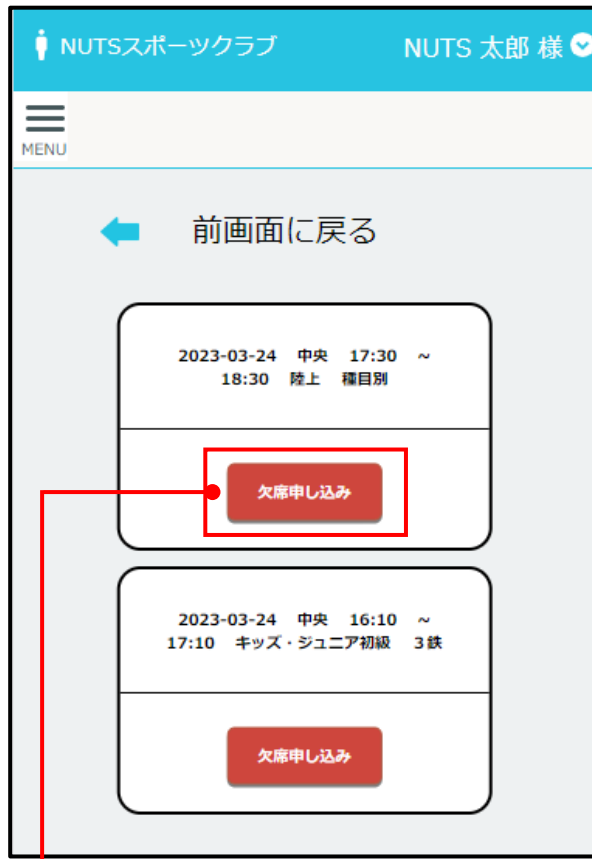 NUTSスポーツクラブ NUTS 太郎 様
MENU
前画面に戻る
2023-03-24 中央 17:30 ~
18:30 陸上 種目別
欠席申し込み
2023-03-24 中央 16:10 ~
17:10 キッズ・ジュニア初級 3鉄
欠席申し込み